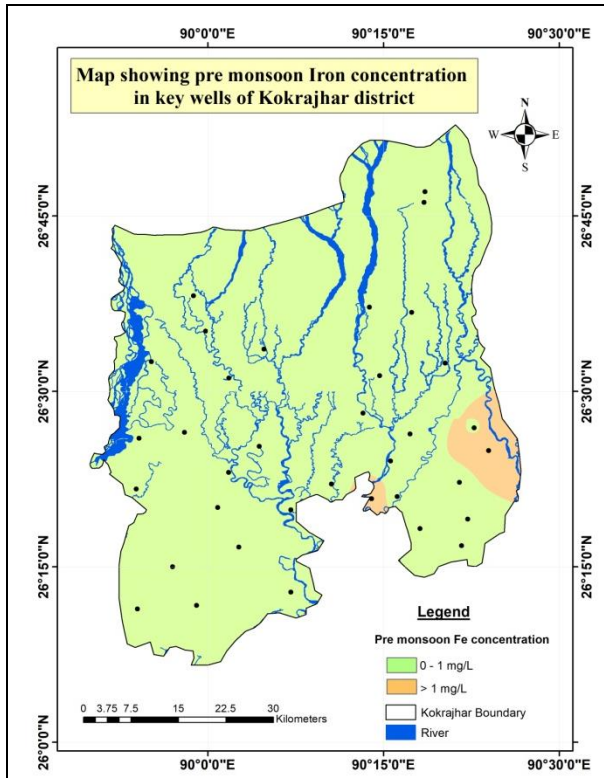 90°0'0"E
90°15'0"E
90°30'0"E
Map showing pre monsoon Iron concentration
in key wells of Kokrajhar district
N
W
E
S
26°45'0"N
26°45'0"N
26°30'0"N
26°30'0"N
26°15'0"N
26°15'0"N
Legend
Pre monsoon Fe concentration
0 - 1 mg/L
> 1 mg/L
Kokrajhar Boundary
River
0 3.75 7.5 15 22.5 30
Kilometers
26°0'0"N
26°0'0"N
90°0'0"E
90°15'0"E
90°30'0"E